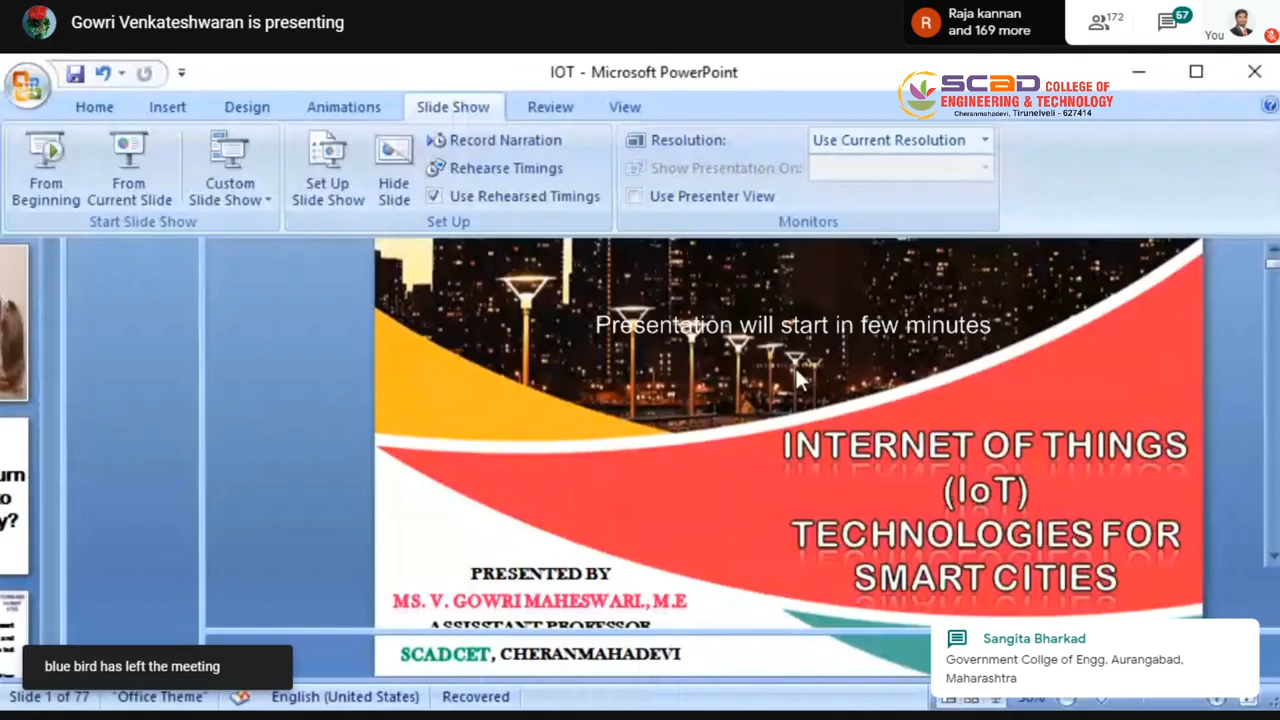 Gowri Venkateshwaran is presenting
R
Raja kannan
and 169 more
172
57
You
IOT - Microsoft PowerPoint
SCAD COLLEGE OF
ENGINEERING & TECHNOLOGY
Cheranmahadevi, Tirunelveli - 627414
Home
Insert
Design
Animations
Slide Show
Review
View
From
Beginning
From
Current Slide
Custom
Slide Show
Start Slide Show
Set Up
Slide Show
Hide
Slide
Record Narration
Rehearse Timings
Use Rehearsed Timings
Set Up
Resolution:
Use Current Resolution
Show Presentation On:
Use Presenter View
Monitors
Presentation will start in few minutes
INTERNET OF THINGS
(IoT)
TECHNOLOGIES FOR
SMART CITIES
PRESENTED BY
MS. V. GOWRI MAHESWARI., M.E
ASSISSTANT PROFESSOR
SCADCET, CHERANMAHADEVI
Sangita Bharkad
Government Collge of Engg. Aurangabad,
Maharashtra
blue bird has left the meeting
Slide 1 of 77
"Office Theme"
English (United States)
Recovered